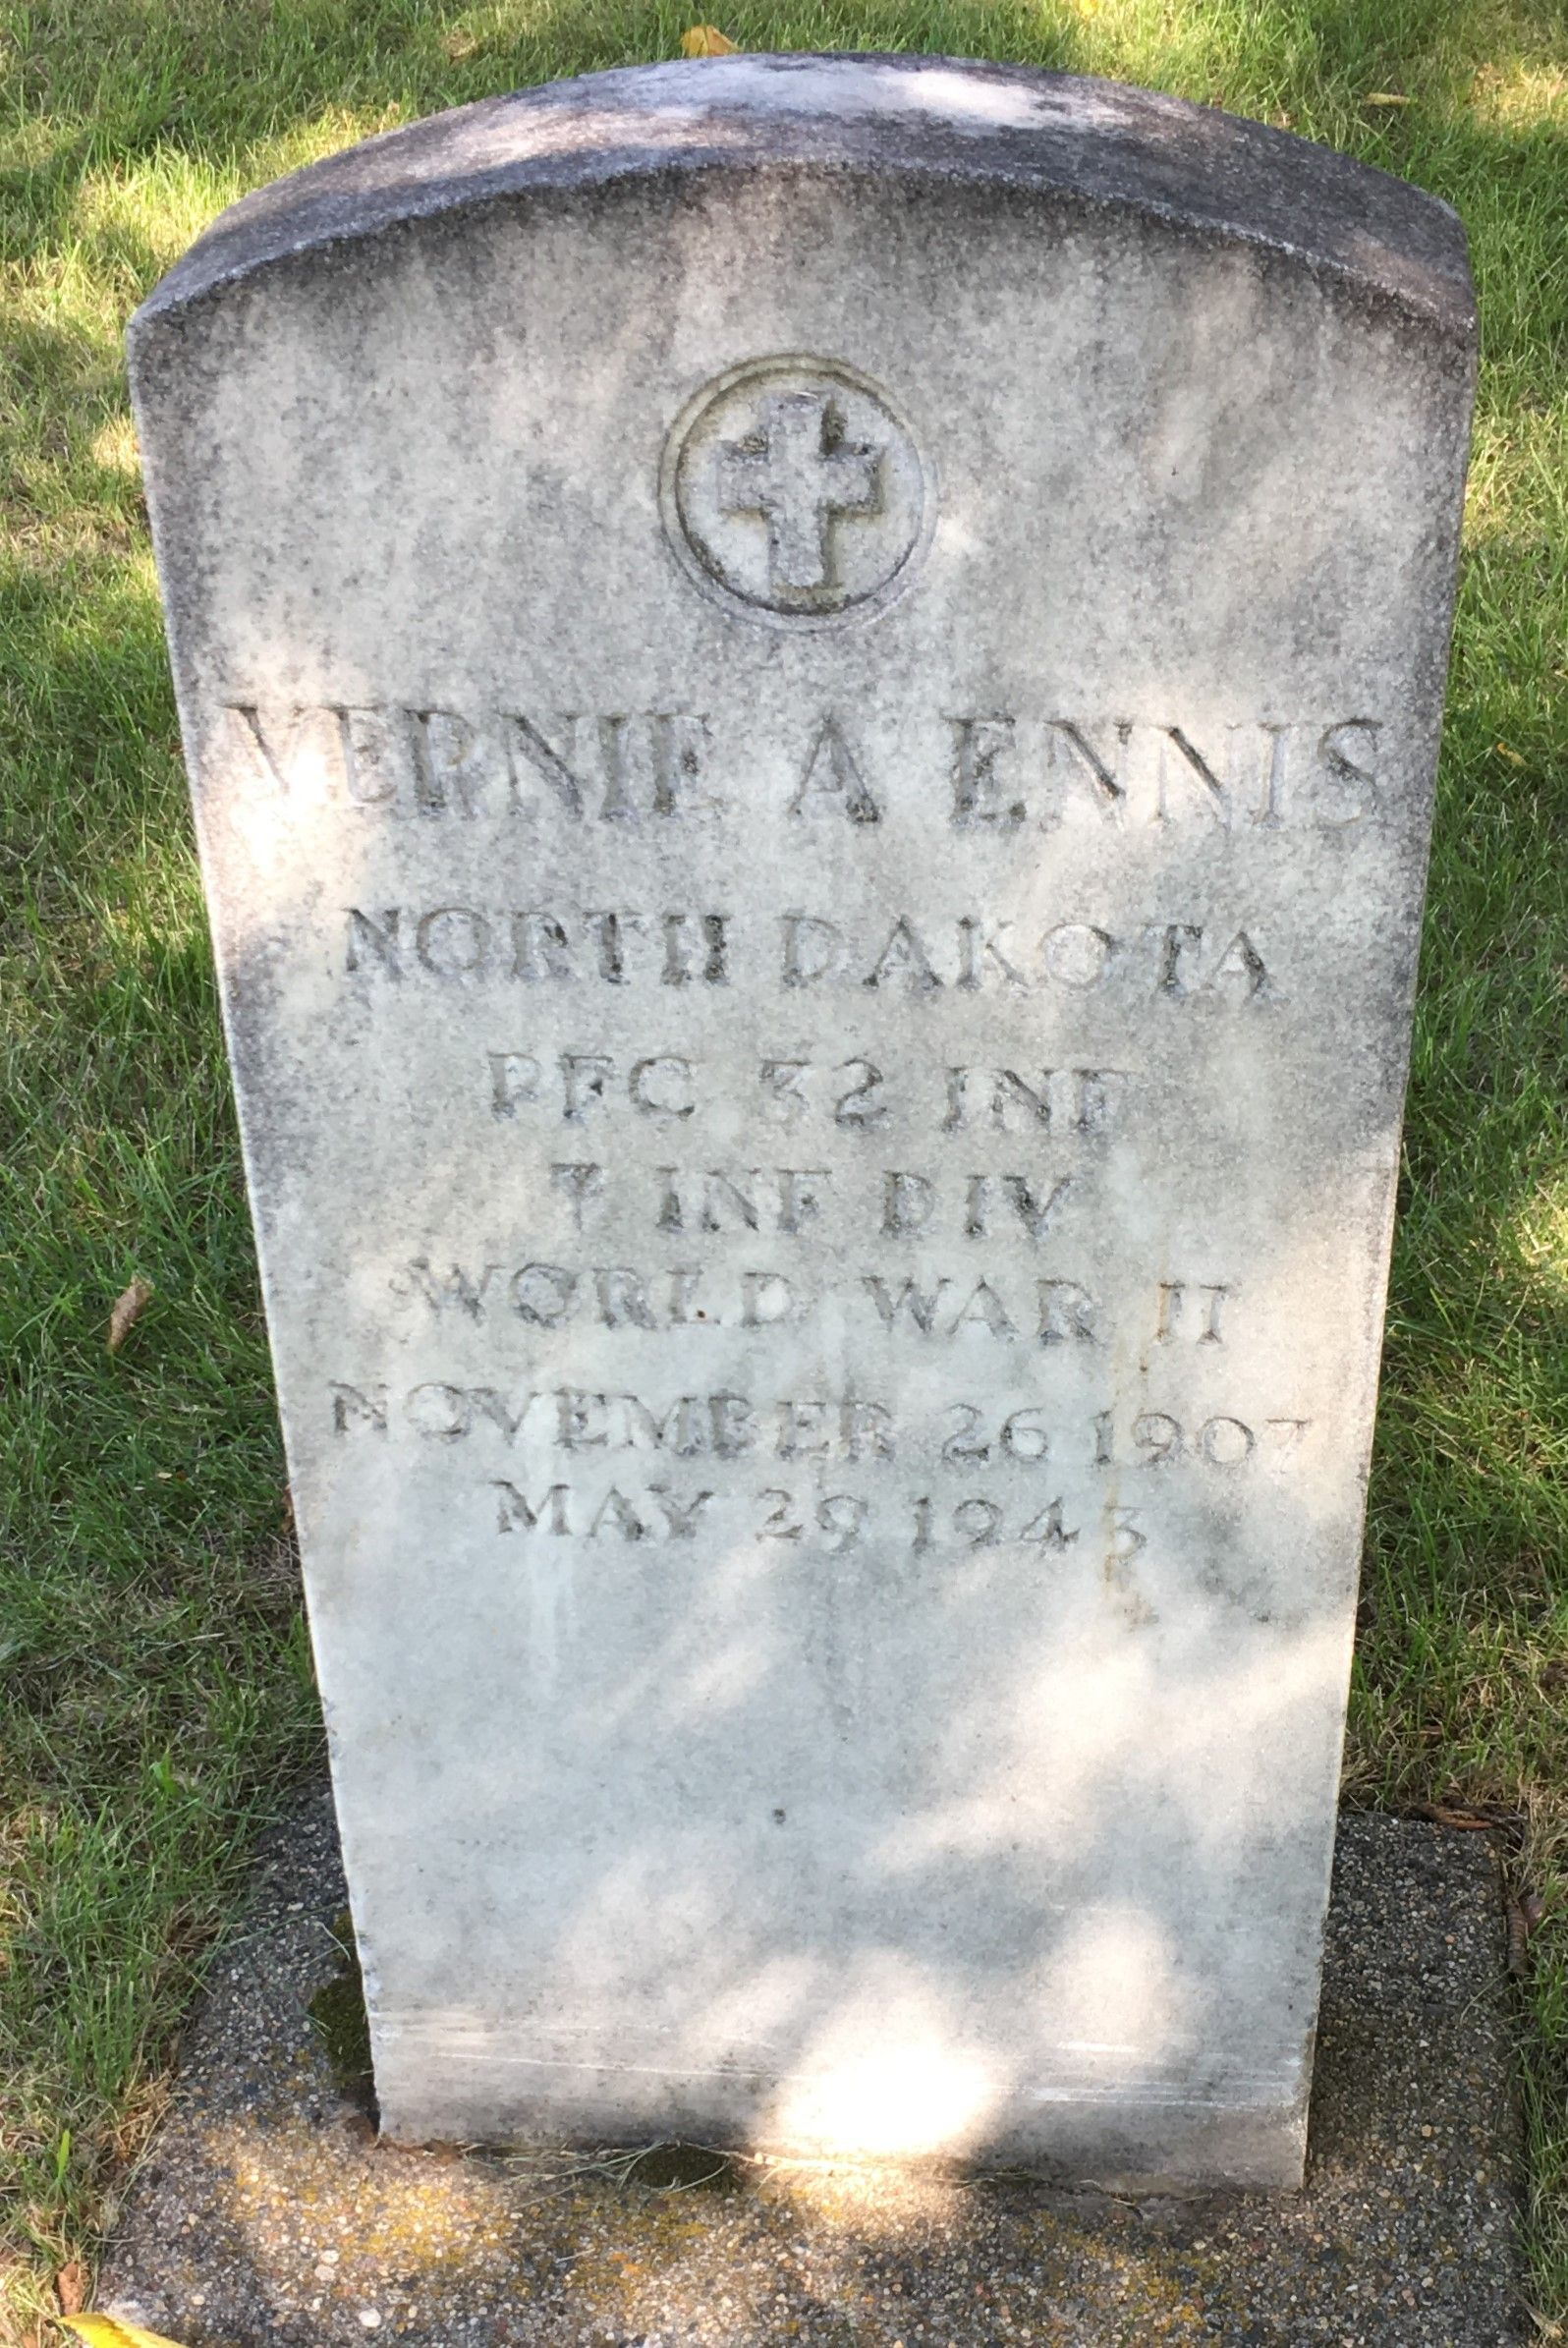 VERNIE A ENNIS
NORTH DAKOTA
PFC 32 INF
7 INF DIV
WORLD WAR II
NOVEMBER 26 1907
MAY 29 1943